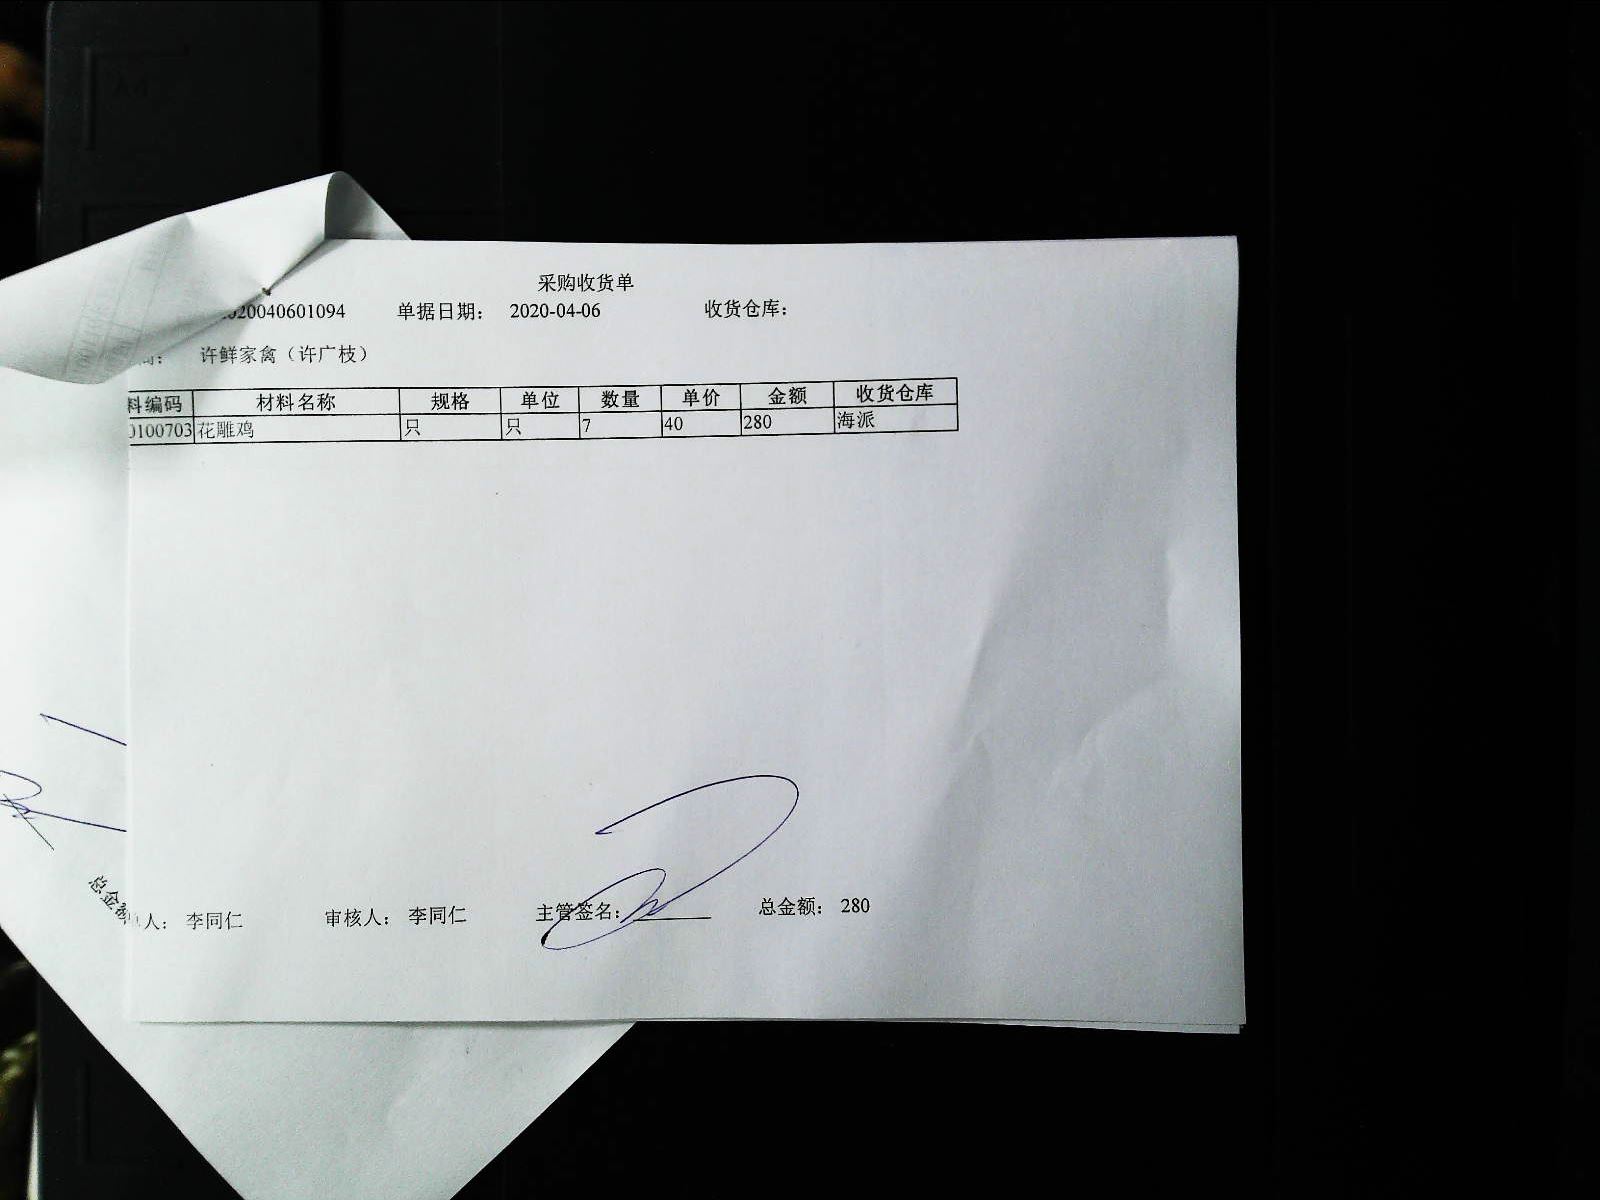 采购收货单
020040601094 单据日期： 2020-04-06 收货仓库：
许鲜家禽（许广枝）
料编码 材料名称 规格 单位 数量 单价 金额 收货仓库
0100703 花雕鸡 只 只 7 40 280 海派
总金额
人： 李同仁 审核人： 李同仁 主管签名： 总金额： 280